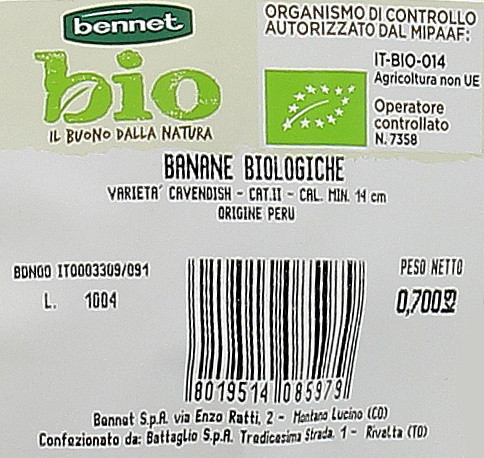 bennet
bio
IL BUONO DALLA NATURA
ORGANISMO DI CONTROLLO
AUTORIZZATO DAL MIPAAF:
IT-BIO-014
Agricoltura non UE
Operatore
controllato
N. 7358
BANANE BIOLOGICHE
VARIETA' CAVENDISH - CAT.II - CAL. MIN. 14 cm
ORIGINE PERU
BDNOO IT0003309/091
L. 1004
PESO NETTO
0,700
8019514 085979
Bennet S.p.A. via Enzo Ratti, 2 - Montano Lucino (CO)
Confezionato da: Battaglio S.p.A. Tredicesima Strada, 1 - Rivalta (TO)